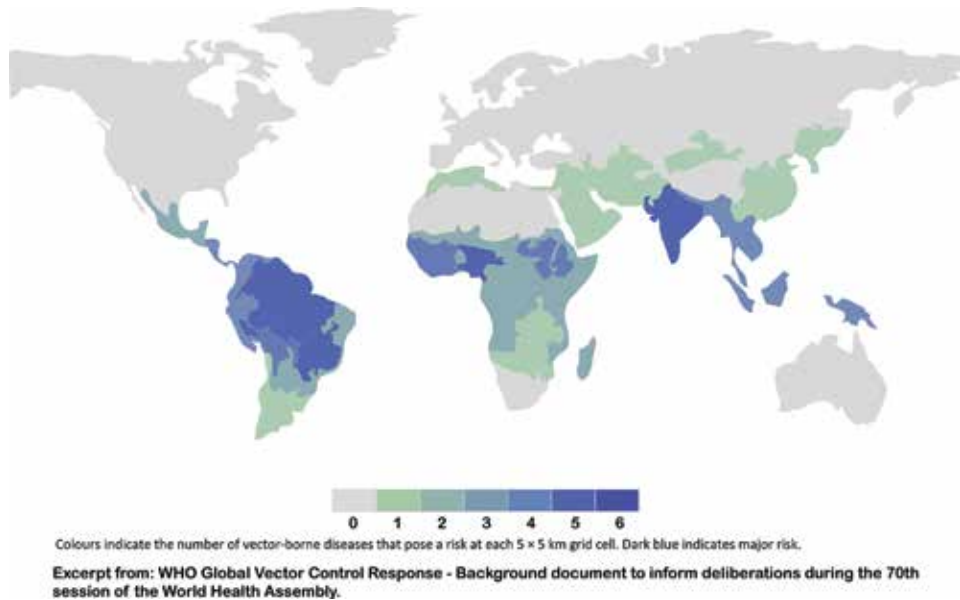 0 1 2 3 4 5 6
Colours indicate the number of vector-borne diseases that pose a risk at each 5 × 5 km grid cell. Dark blue indicates major risk.
Excerpt from: WHO Global Vector Control Response - Background document to inform deliberations during the 70th
session of the World Health Assembly.